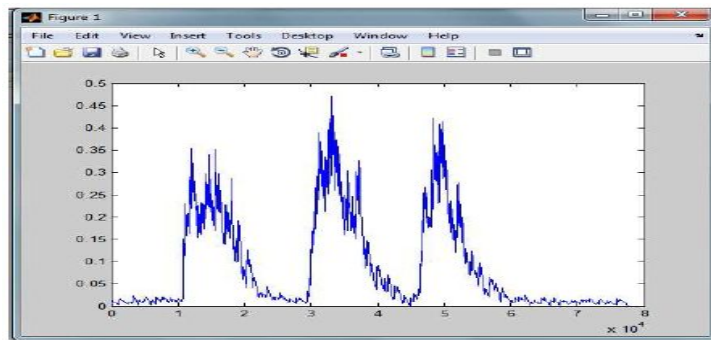 Figure 1
File Edit View Insert Tools Desktop Window Help
0.5
0.45
0.4
0.35
0.3
0.25
0.2
0.15
0.1
0.05
0
0 1 2 3 4 5 6 7 8
x 10^4